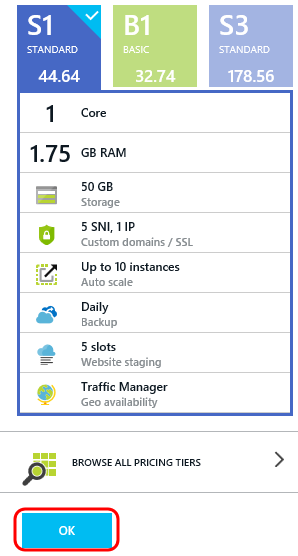 S1 B1 S3
STANDARD BASIC STANDARD
44.64 32.74 178.56
1 Core
1.75 GB RAM
50 GB
Storage
5 SNI, 1 IP
Custom domains / SSL
Up to 10 instances
Auto scale
Daily
Backup
5 slots
Website staging
Traffic Manager
Geo availability
BROWSE ALL PRICING TIERS
OK